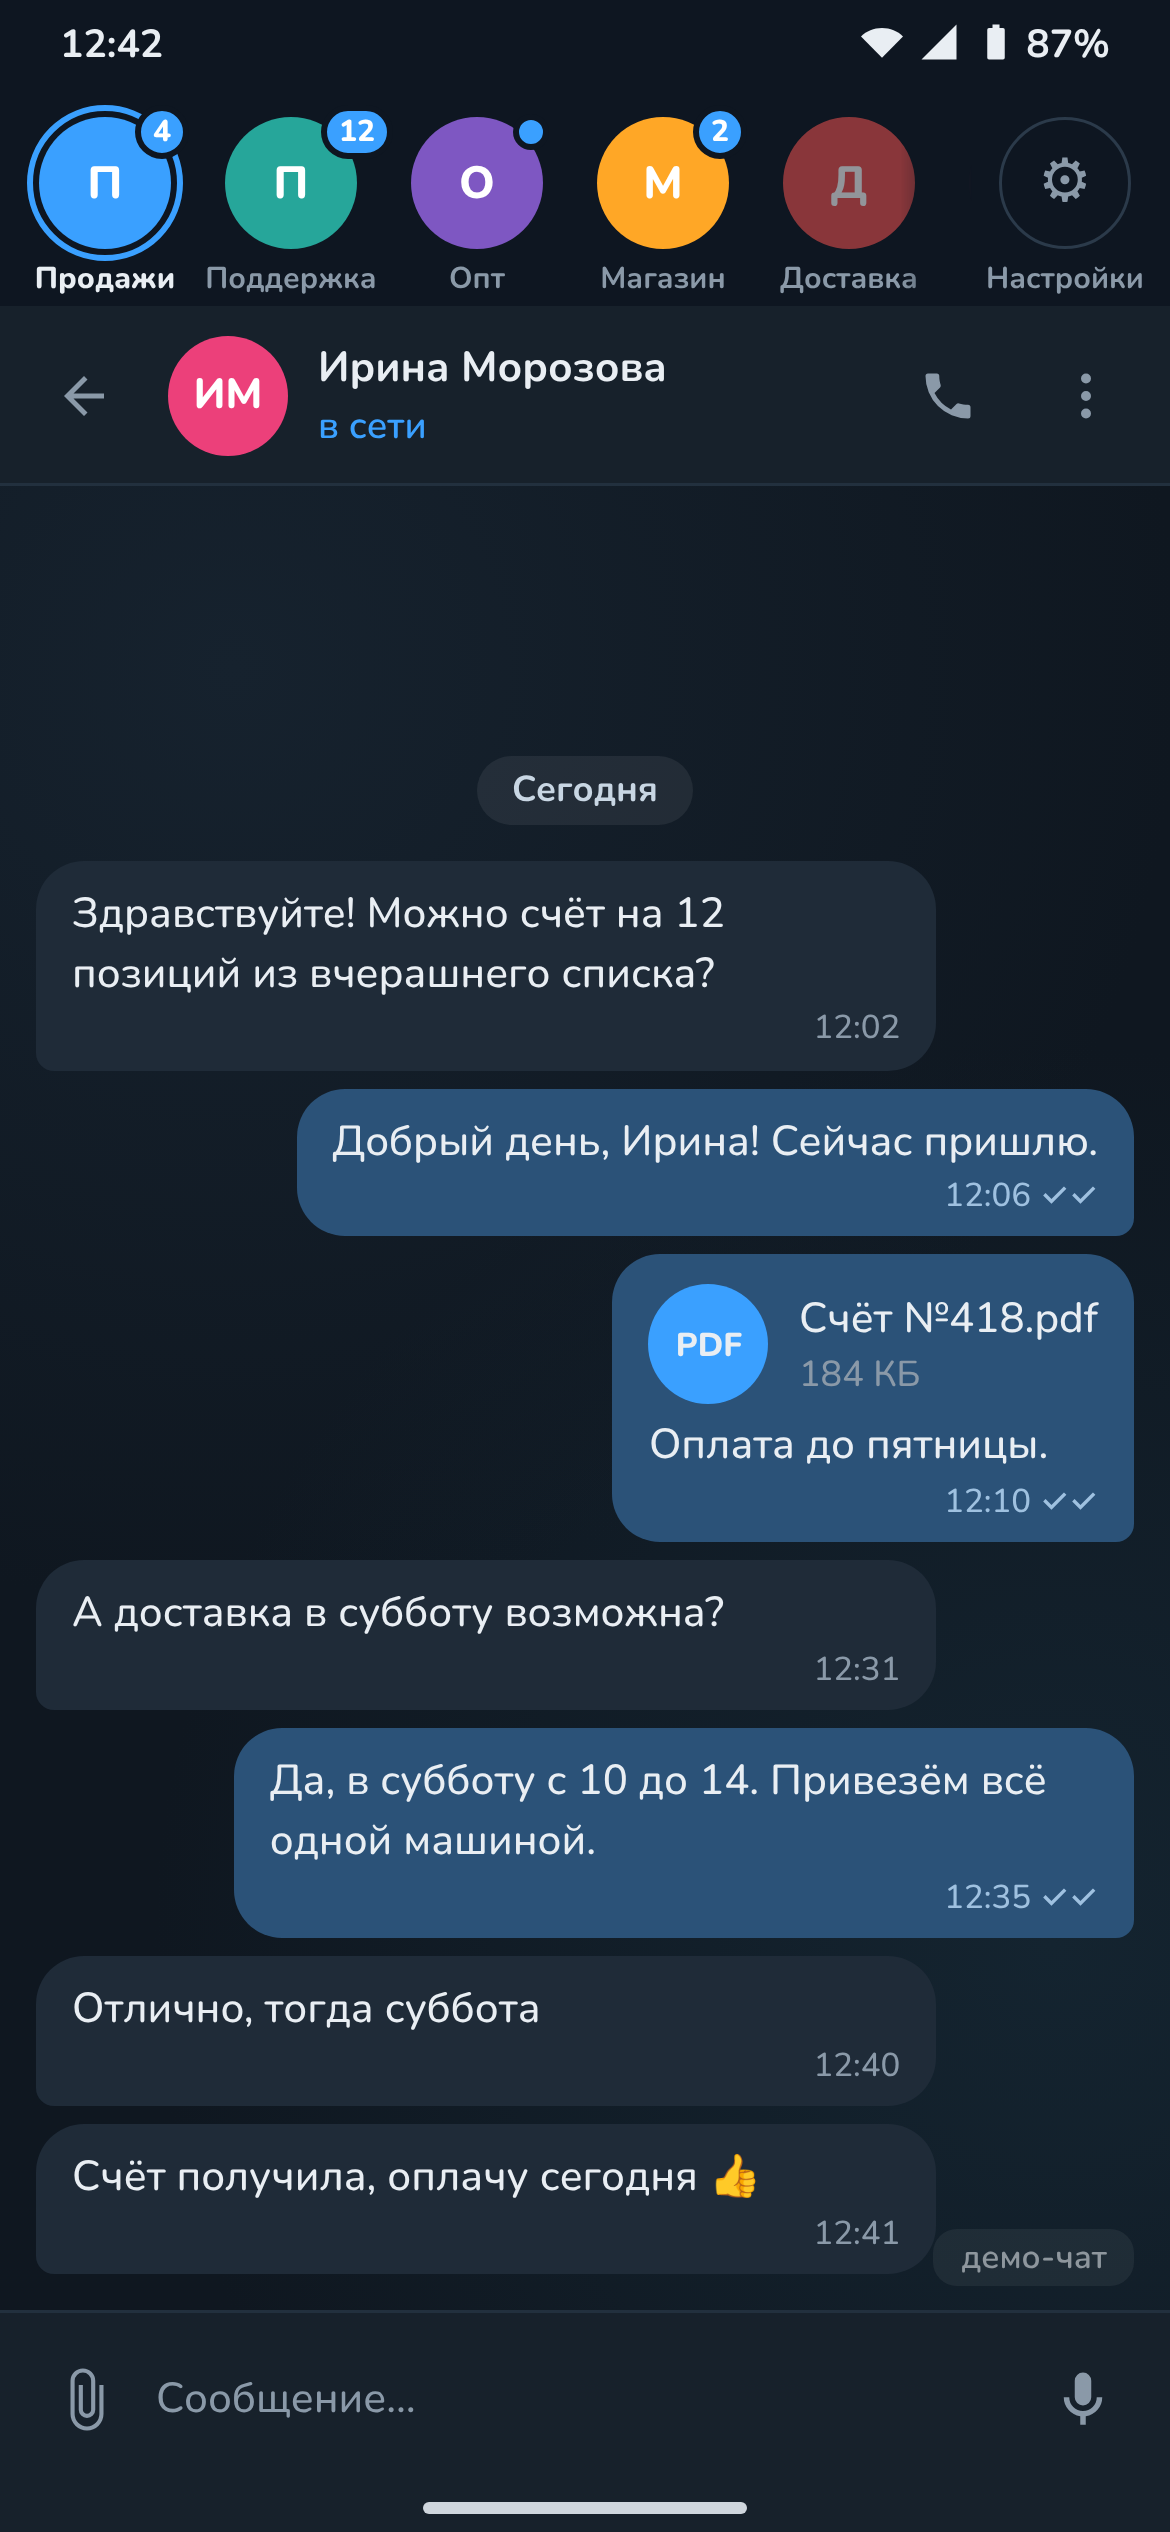 12:42
87%
4
12
2
П
П
О
М
Д
Продажи
Поддержка
Опт
Магазин
Доставка
Настройки
ИМ
Ирина Морозова
в сети
Сегодня
Здравствуйте! Можно счёт на 12
позиций из вчерашнего списка?
12:02
Добрый день, Ирина! Сейчас пришлю.
12:06
PDF
Счёт №418.pdf
184 КБ
Оплата до пятницы.
12:10
А доставка в субботу возможна?
12:31
Да, в субботу с 10 до 14. Привезём всё
одной машиной.
12:35
Отлично, тогда суббота
12:40
Счёт получила, оплачу сегодня 👍
12:41
демо-чат
Сообщение...